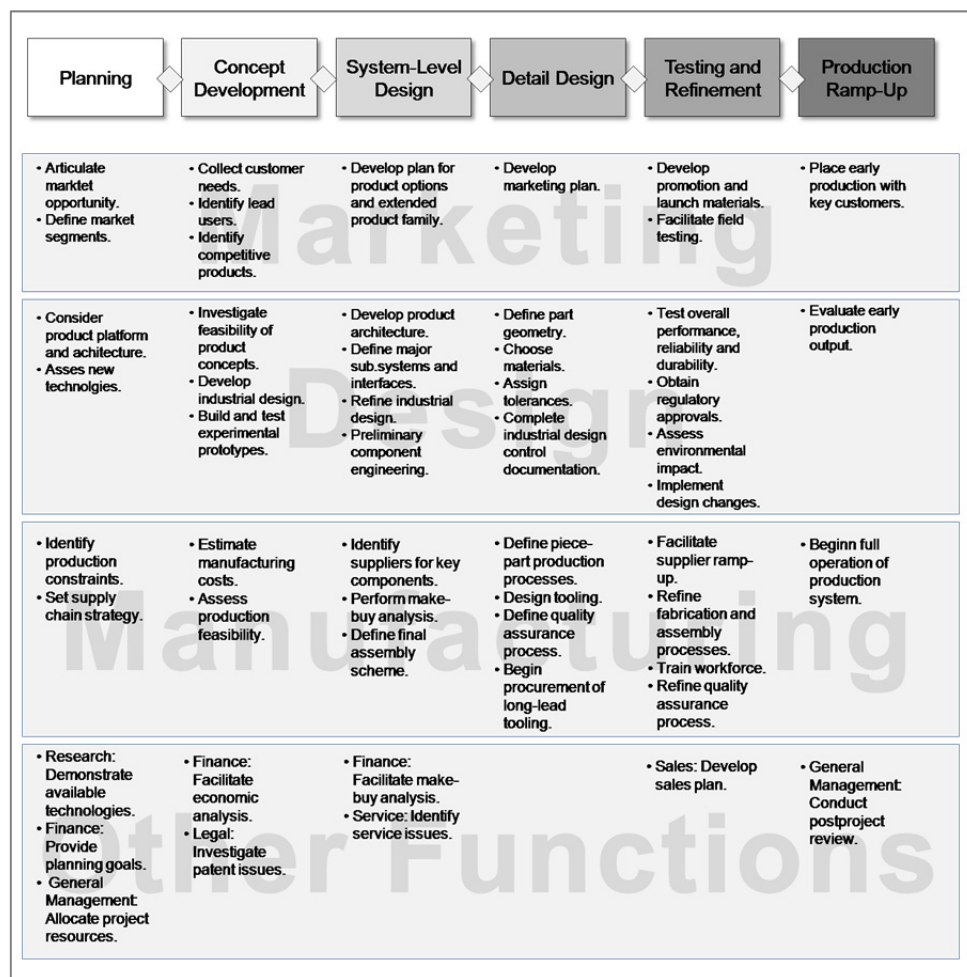 Planning
Concept
Development
System-Level
Design
Detail Design
Testing and
Refinement
Production
Ramp-Up
Marketing
• Articulate
marktet
opportunity.
• Define market
segments.
• Collect customer
needs.
• Identify lead
users.
• Identify
competitive
products.
• Develop plan for
product options
and extended
product family.
• Develop
marketing plan.
• Develop
promotion and
launch materials.
• Facilitate field
testing.
• Place early
production with
key customers.
Design
• Consider
product platform
and achitecture.
• Asses new
technolgies.
• Investigate
feasibility of
product
concepts.
• Develop
industrial design.
• Build and test
experimental
prototypes.
• Develop product
architecture.
• Define major
sub.systems and
interfaces.
• Refine industrial
design.
• Preliminary
component
engineering.
• Define part
geometry.
• Choose
materials.
• Assign
tolerances.
• Complete
industrial design
control
documentation.
• Test overall
performance,
reliability and
durability.
• Obtain
regulatory
approvals.
• Assess
environmental
impact.
• Implement
design changes.
• Evaluate early
production
output.
Manufacturing
• Identify
production
constraints.
• Set supply
chain strategy.
• Estimate
manufacturing
costs.
• Assess
production
feasibility.
• Identify
suppliers for key
components.
• Perform make-
buy analysis.
• Define final
assembly
scheme.
• Define piece-
part production
processes.
• Design tooling.
• Define quality
assurance
process.
• Begin
procurement of
long-lead
tooling.
• Facilitate
supplier ramp-
up.
• Refine
fabrication and
assembly
processes.
• Train workforce.
• Refine quality
assurance
process.
• Beginn full
operation of
production
system.
Other Functions
• Research:
Demonstrate
available
technologies.
• Finance:
Provide
planning goals.
• General
Management:
Allocate project
resources.
• Finance:
Facilitate
economic
analysis.
• Legal:
Investigate
patent issues.
• Finance:
Facilitate make-
buy analysis.
• Service: Identify
service issues.
• Sales: Develop
sales plan.
• General
Management:
Conduct
postproject
review.